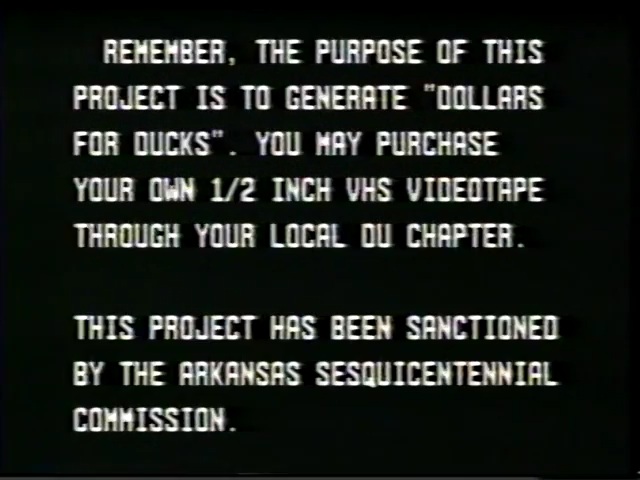 REMEMBER, THE PURPOSE OF THIS
PROJECT IS TO GENERATE "DOLLARS
FOR DUCKS". YOU MAY PURCHASE
YOUR OWN 1/2 INCH VHS VIDEOTAPE
THROUGH YOUR LOCAL DU CHAPTER.
THIS PROJECT HAS BEEN SANCTIONED
BY THE ARKANSAS SESQUICENTENNIAL
COMMISSION.